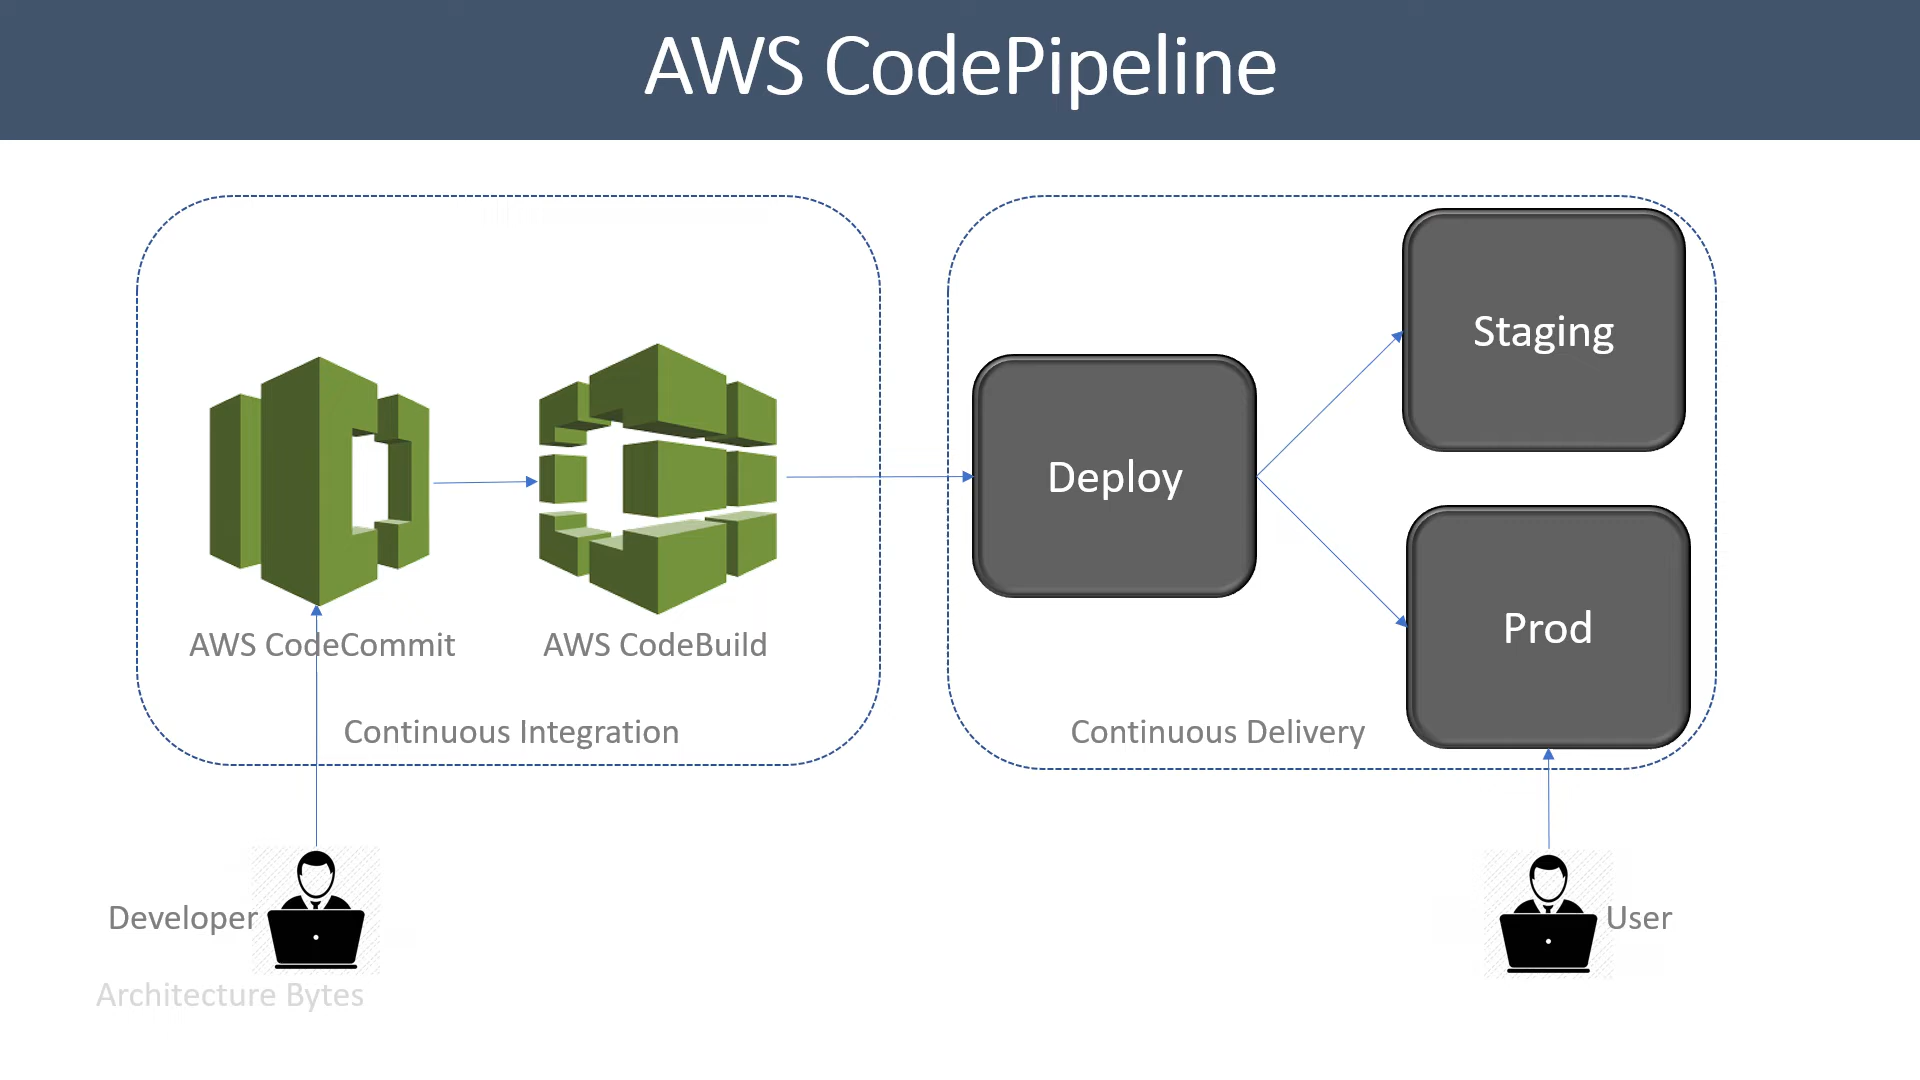 AWS CodePipeline
Staging
Deploy
Prod
AWS CodeCommit
AWS CodeBuild
Continuous Integration
Continuous Delivery
Developer
User
Architecture Bytes